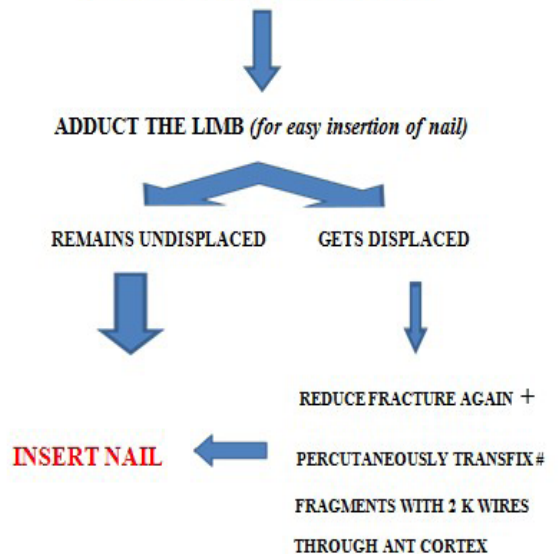 ADDUCT THE LIMB (for easy insertion of nail)
REMAINS UNDISPLACED
GETS DISPLACED
REDUCE FRACTURE AGAIN +
INSERT NAIL
PERCUTANEOUSLY TRANSFIX #
FRAGMENTS WITH 2 K WIRES
THROUGH ANT CORTEX